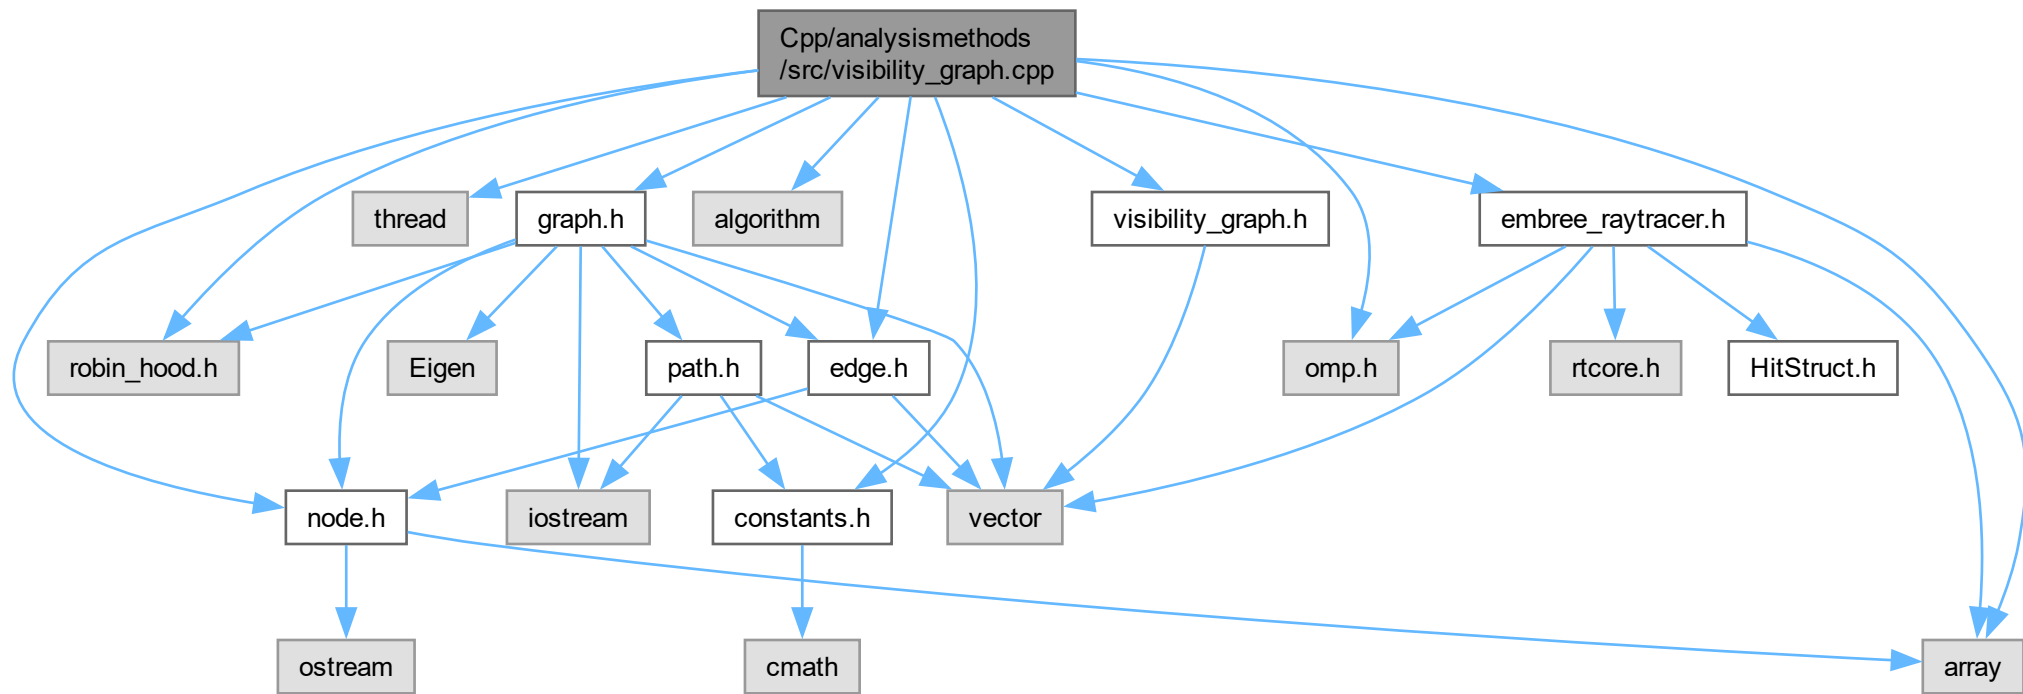 Cpp/analysismethods
/src/visibility_graph.cpp
thread
graph.h
algorithm
visibility_graph.h
embree_raytracer.h
robin_hood.h
Eigen
path.h
edge.h
omp.h
rtcore.h
HitStruct.h
node.h
iostream
constants.h
vector
ostream
cmath
array